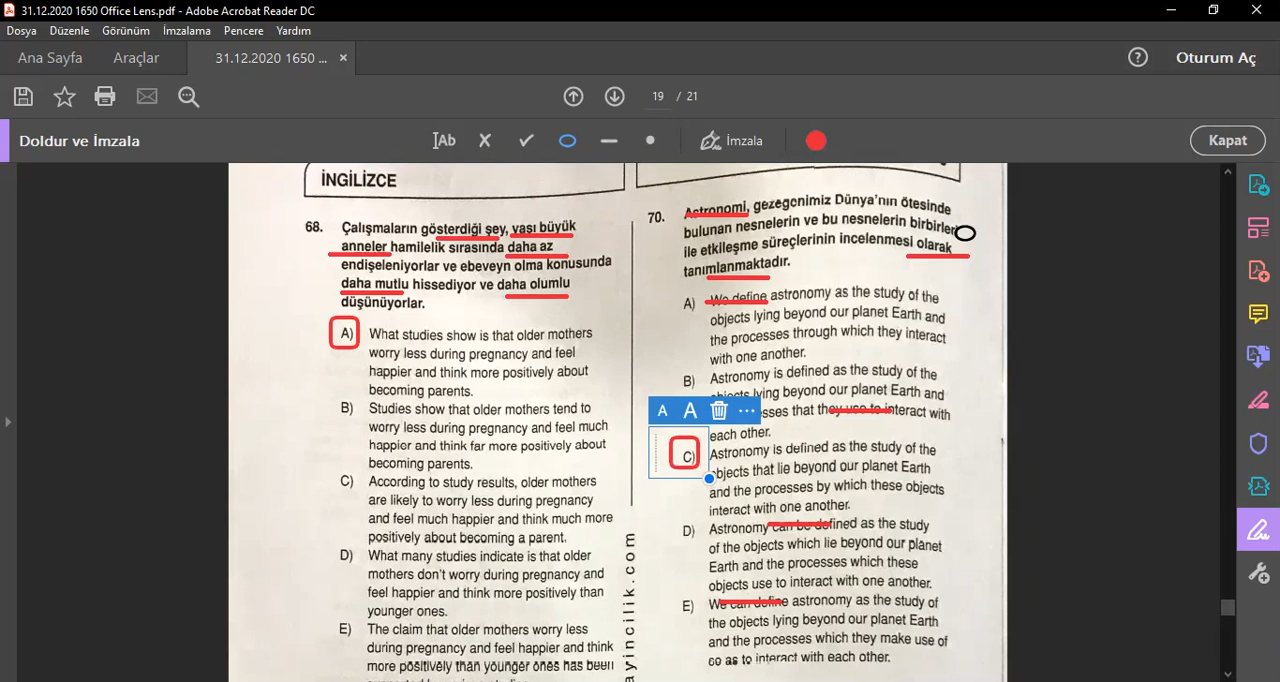 31.12.2020 1650 Office Lens.pdf - Adobe Acrobat Reader DC
Dosya Düzenle Görünüm İmzalama Pencere Yardım
Ana Sayfa Araçlar 31.12.2020 1650 ... ×
Oturum Aç
19 / 21
Doldur ve İmzala
Ab
İmzala
Kapat
İNGİLİZCE
68. Çalışmaların gösterdiği şey, yaşı büyük
anneler hamilelik sırasında daha az
endişeleniyorlar ve ebeveyn olma konusunda
daha mutlu hissediyor ve daha olumlu
düşünüyorlar.
A) What studies show is that older mothers
worry less during pregnancy and feel
happier and think more positively about
becoming parents.
B) Studies show that older mothers tend to
worry less during pregnancy and feel much
happier and think far more positively about
becoming parents.
C) According to study results, older mothers
are likely to worry less during pregnancy
and feel much happier and think much more
positively about becoming a parent.
D) What many studies indicate is that older
mothers don't worry during pregnancy and
feel happier and think more positively than
younger ones.
E) The claim that older mothers worry less
during pregnancy and feel happier and think
more positively than younger ones has been
ayincilik.com
70. Astronomi, gezegenimiz Dünya'nın ötesinde
bulunan nesnelerin ve bu nesnelerin birbirleri
ile etkileşme süreçlerinin incelenmesi olarak
tanımlanmaktadır.
A) We define astronomy as the study of the
objects lying beyond our planet Earth and
the processes through which they interact
with one another.
B) Astronomy is defined as the study of the
objects lying beyond our planet Earth and
A A ...
esses that they use to interact with
each other.
C) Astronomy is defined as the study of the
objects that lie beyond our planet Earth
and the processes by which these objects
interact with one another.
D) Astronomy can be defined as the study
of the objects which lie beyond our planet
Earth and the processes which these
objects use to interact with one another.
E) We can define astronomy as the study of
the objects lying beyond our planet Earth
and the processes which they make use of
so as to interact with each other.